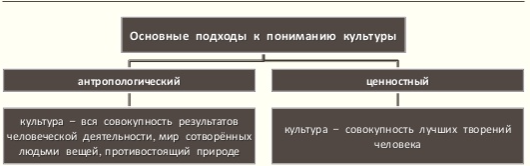 Основные подходы к пониманию культуры
антропологический
ценностный
культура – вся совокупность результатов
человеческой деятельности, мир сотворённых
людьми вещей, противостоящий природе
культура – совокупность лучших творений
человека